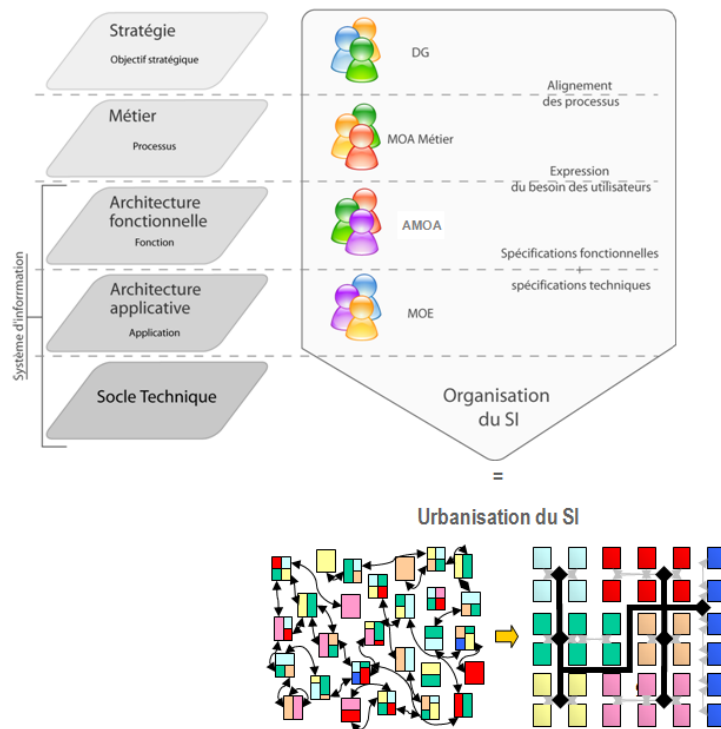 Stratégie
Objectif stratégique
DG
Alignement
des processus
Métier
Processus
MOA Métier
Expression
du besoin des utilisateurs
Architecture
fonctionnelle
Fonction
AMOA
Spécifications fonctionnelles
+
spécifications techniques
Architecture
applicative
Application
MOE
Système d'information
Socle Technique
Organisation
du SI
=
Urbanisation du SI